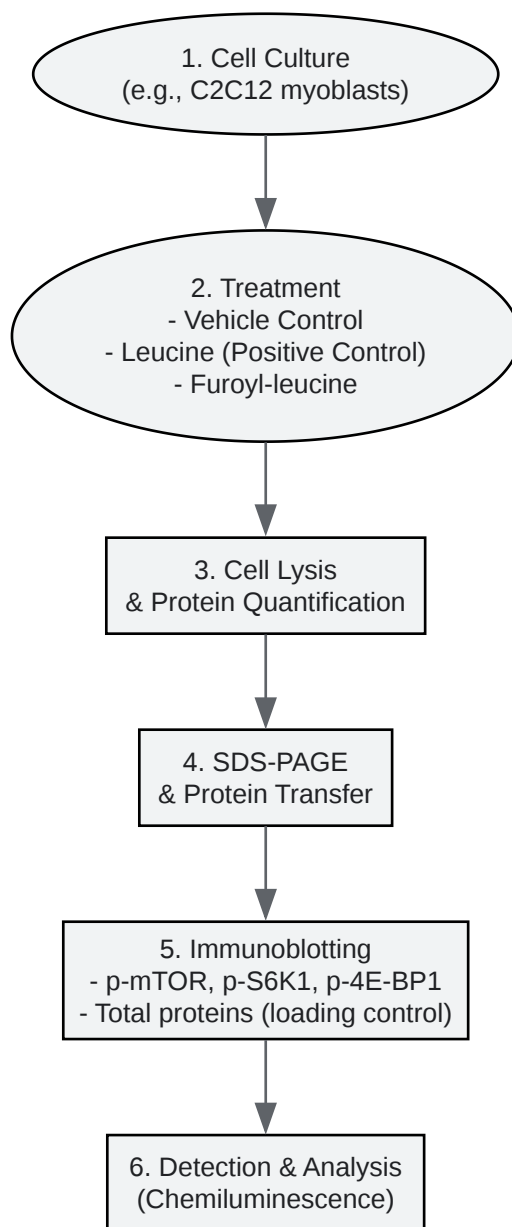 1. Cell Culture
(e.g., C2C12 myoblasts)
2. Treatment
- Vehicle Control
- Leucine (Positive Control)
- Furoyl-leucine
3. Cell Lysis
& Protein Quantification
4. SDS-PAGE
& Protein Transfer
5. Immunoblotting
- p-mTOR, p-S6K1, p-4E-BP1
- Total proteins (loading control)
6. Detection & Analysis
(Chemiluminescence)